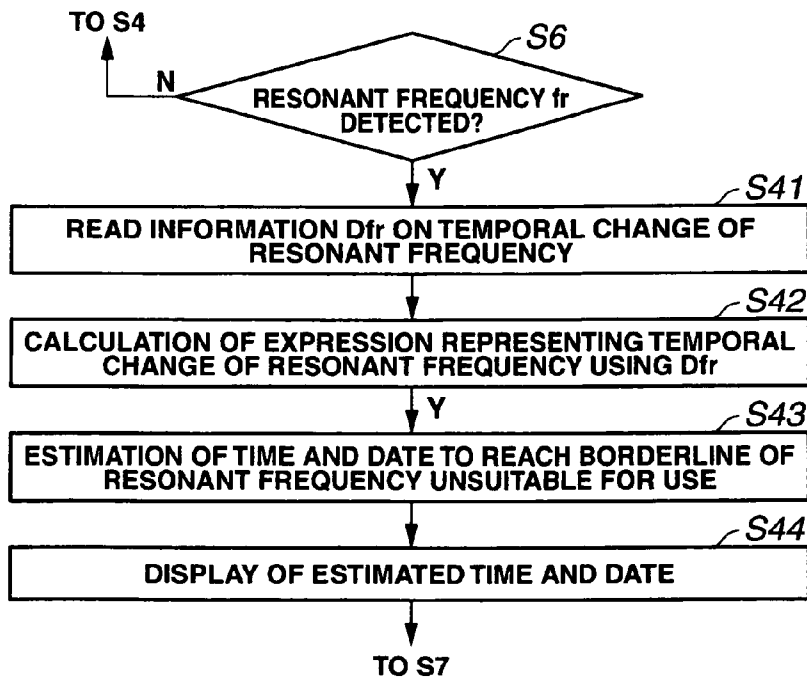 TO S4
S6
N
RESONANT FREQUENCY fr
DETECTED?
Y
S41
READ INFORMATION Dfr ON TEMPORAL CHANGE OF
RESONANT FREQUENCY
S42
CALCULATION OF EXPRESSION REPRESENTING TEMPORAL
CHANGE OF RESONANT FREQUENCY USING Dfr
Y
S43
ESTIMATION OF TIME AND DATE TO REACH BORDERLINE OF
RESONANT FREQUENCY UNSUITABLE FOR USE
S44
DISPLAY OF ESTIMATED TIME AND DATE
TO S7